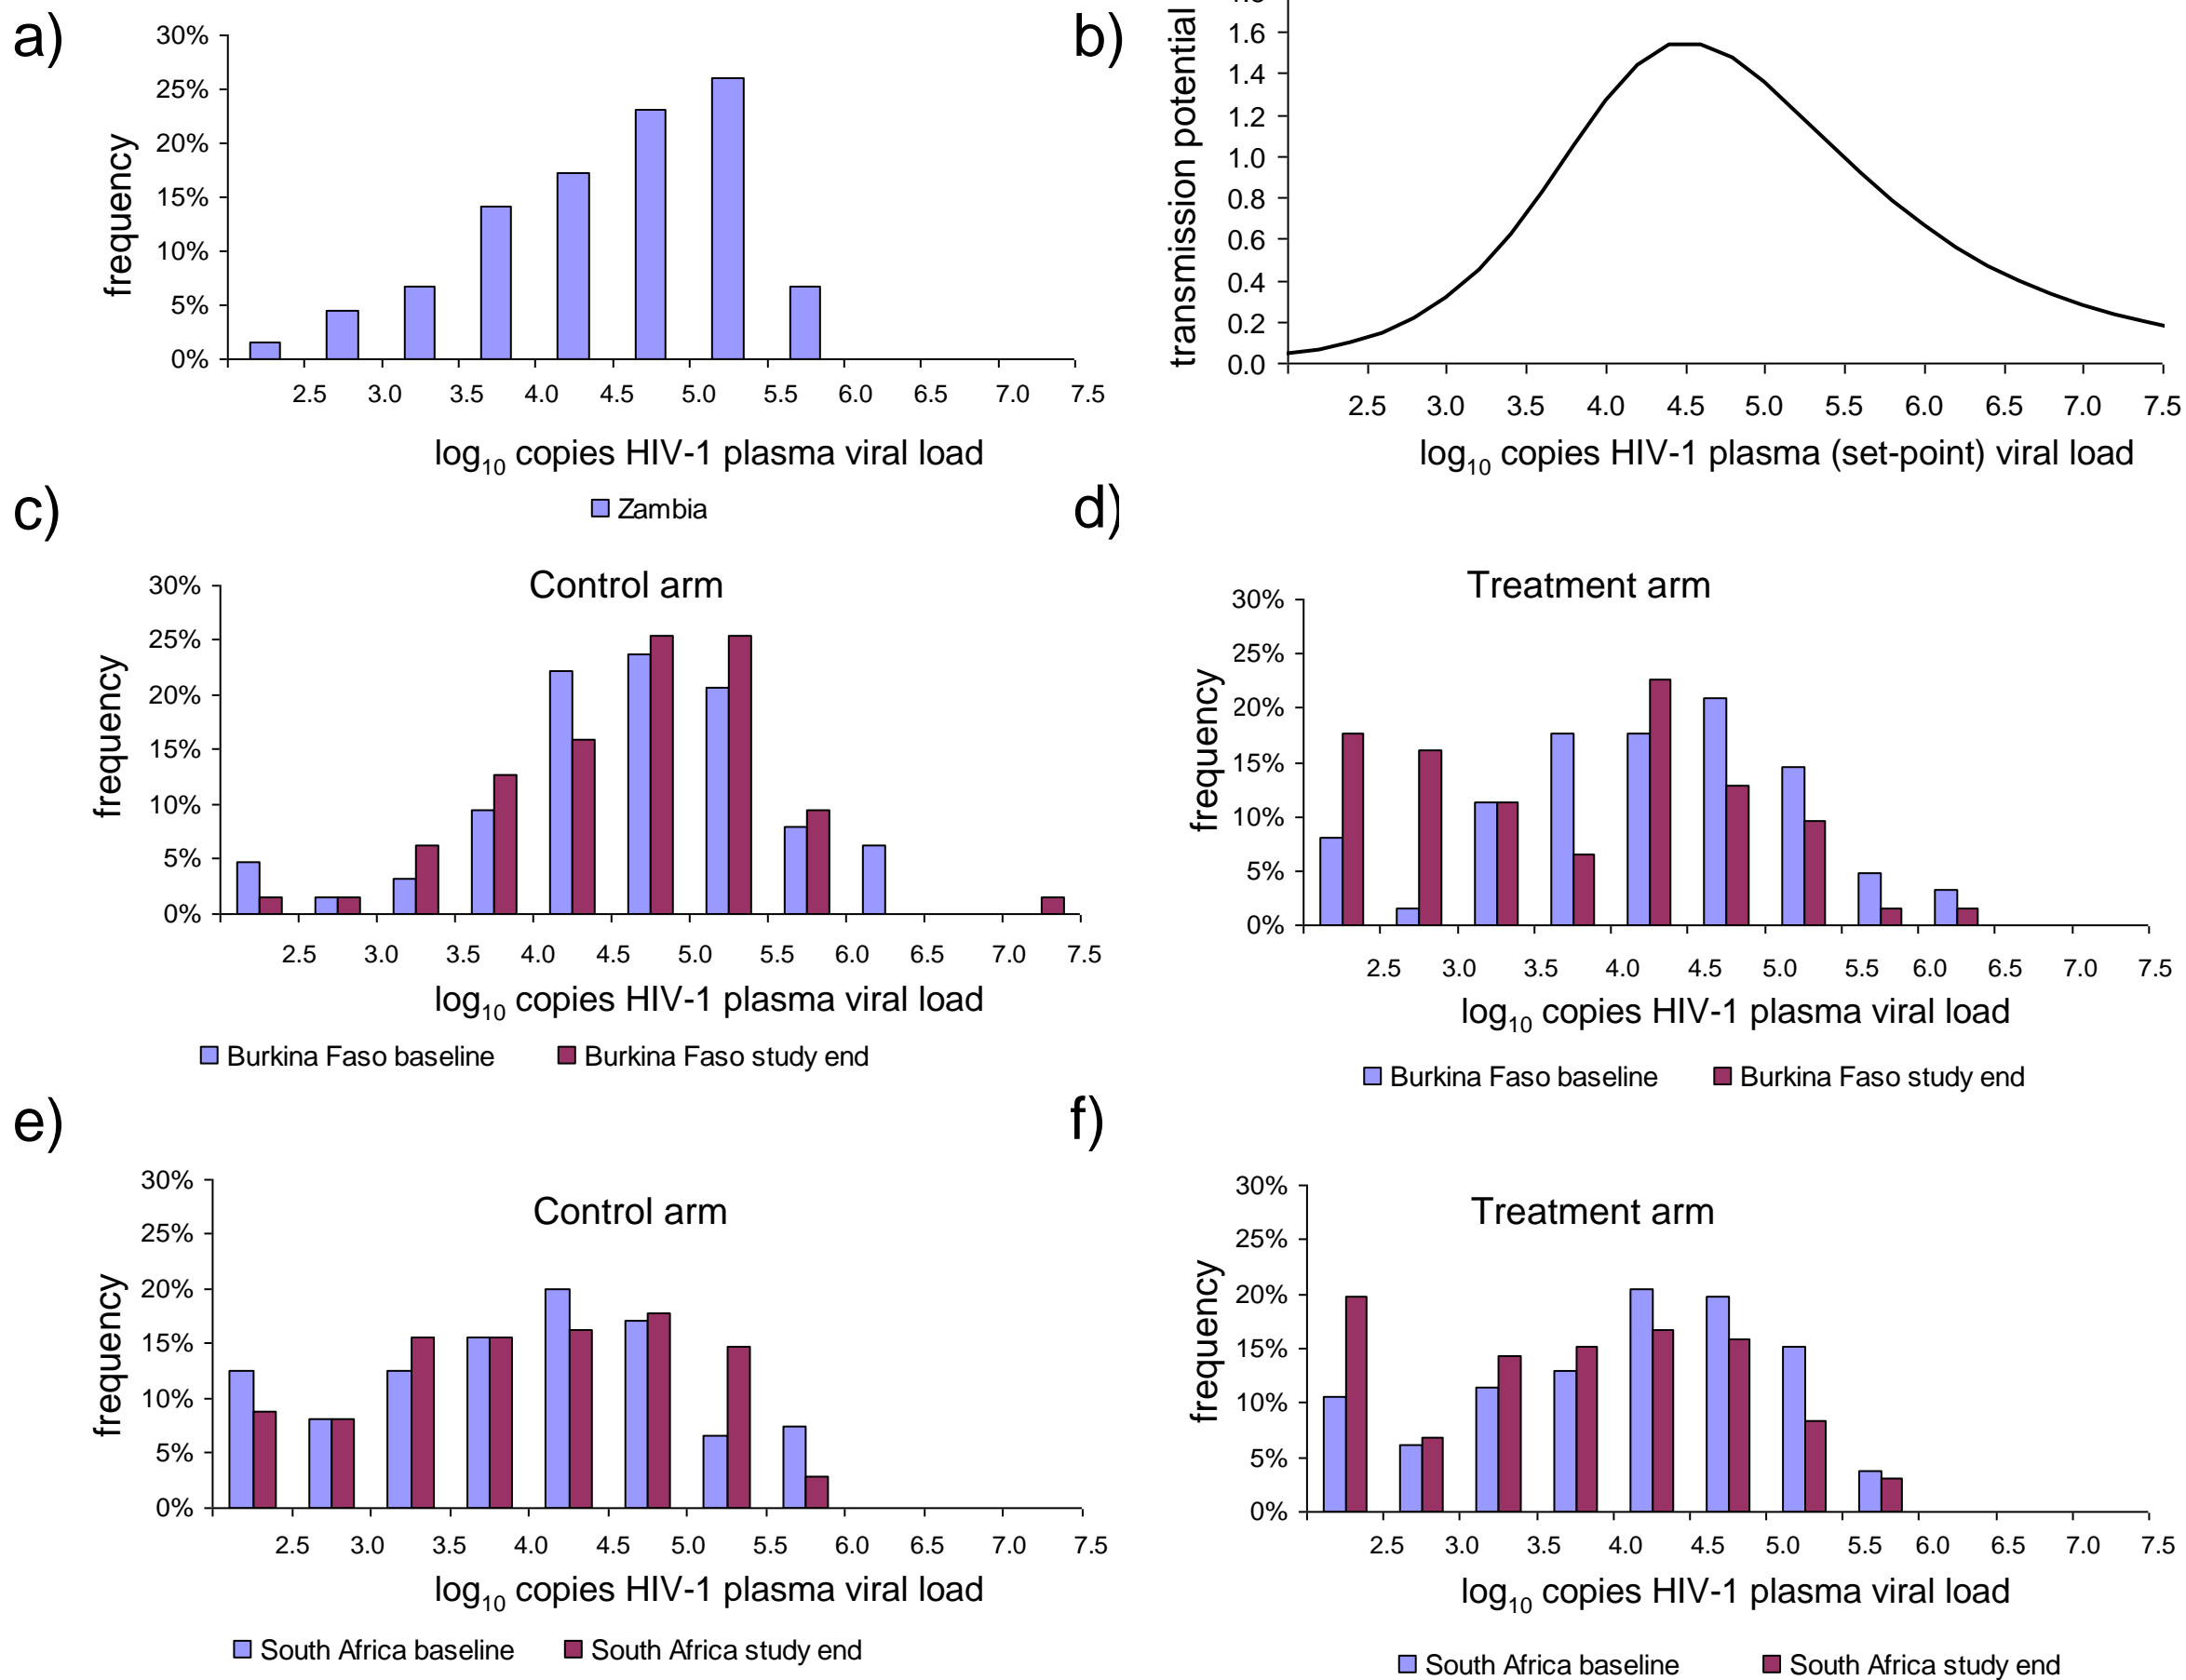 a)
30%
25%
20%
15%
10%
5%
0%
frequency
2.5 3.0 3.5 4.0 4.5 5.0 5.5 6.0 6.5 7.0 7.5
log10 copies HIV-1 plasma viral load
Zambia
b)
1.6
1.4
1.2
1.0
0.8
0.6
0.4
0.2
0.0
transmission potential
2.5 3.0 3.5 4.0 4.5 5.0 5.5 6.0 6.5 7.0 7.5
log10 copies HIV-1 plasma (set-point) viral load
c)
Control arm
30%
25%
20%
15%
10%
5%
0%
frequency
2.5 3.0 3.5 4.0 4.5 5.0 5.5 6.0 6.5 7.0 7.5
log10 copies HIV-1 plasma viral load
Burkina Faso baseline Burkina Faso study end
d)
Treatment arm
30%
25%
20%
15%
10%
5%
0%
frequency
2.5 3.0 3.5 4.0 4.5 5.0 5.5 6.0 6.5 7.0 7.5
log10 copies HIV-1 plasma viral load
Burkina Faso baseline Burkina Faso study end
e)
Control arm
30%
25%
20%
15%
10%
5%
0%
frequency
2.5 3.0 3.5 4.0 4.5 5.0 5.5 6.0 6.5 7.0 7.5
log10 copies HIV-1 plasma viral load
South Africa baseline South Africa study end
f)
Treatment arm
30%
25%
20%
15%
10%
5%
0%
frequency
2.5 3.0 3.5 4.0 4.5 5.0 5.5 6.0 6.5 7.0 7.5
log10 copies HIV-1 plasma viral load
South Africa baseline South Africa study end